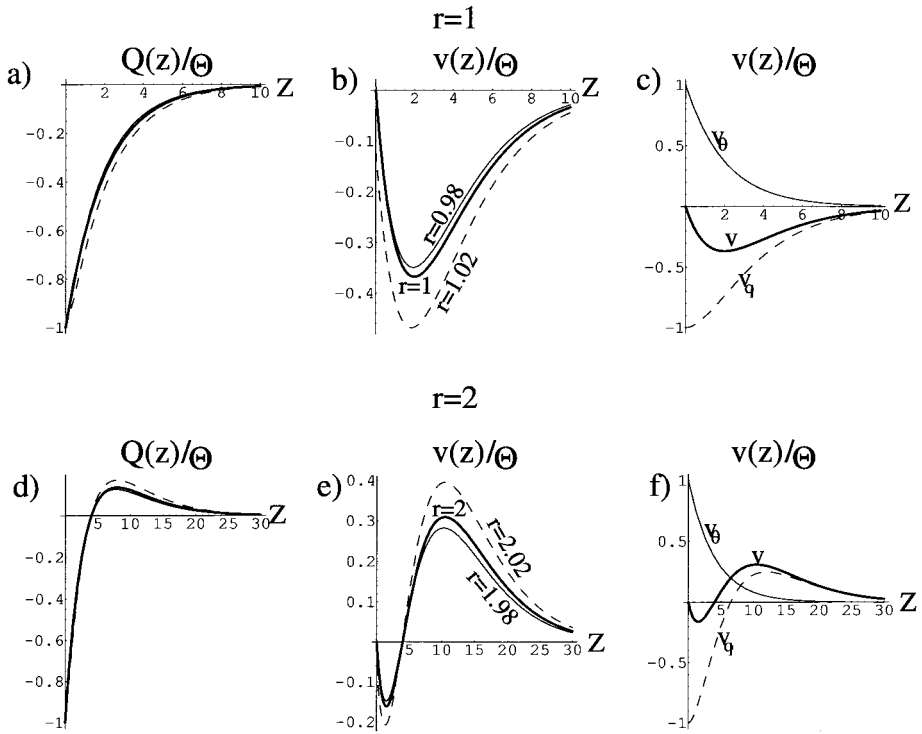 r=1
a) Q(z)/Θ
b) v(z)/Θ
c) v(z)/Θ
2 4 6 8 10 Z
-0.2
-0.4
-0.6
-0.8
-1
2 4 6 8 10 Z
-0.1
-0.2
-0.3
-0.4
r=0.98
r=1
r=1.02
1
0.5
-0.5
-1
2 4 6 8 10 Z
vθ
v
vq
r=2
d) Q(z)/Θ
e) v(z)/Θ
f) v(z)/Θ
5 10 15 20 25 30 Z
-0.2
-0.4
-0.6
-0.8
-1
0.4
0.3
0.2
0.1
-0.1
-0.2
5 10 15 20 25 30 Z
r=2
r=2.02
r=1.98
1
0.5
-0.5
-1
5 10 15 20 25 30 Z
vθ
v
vq